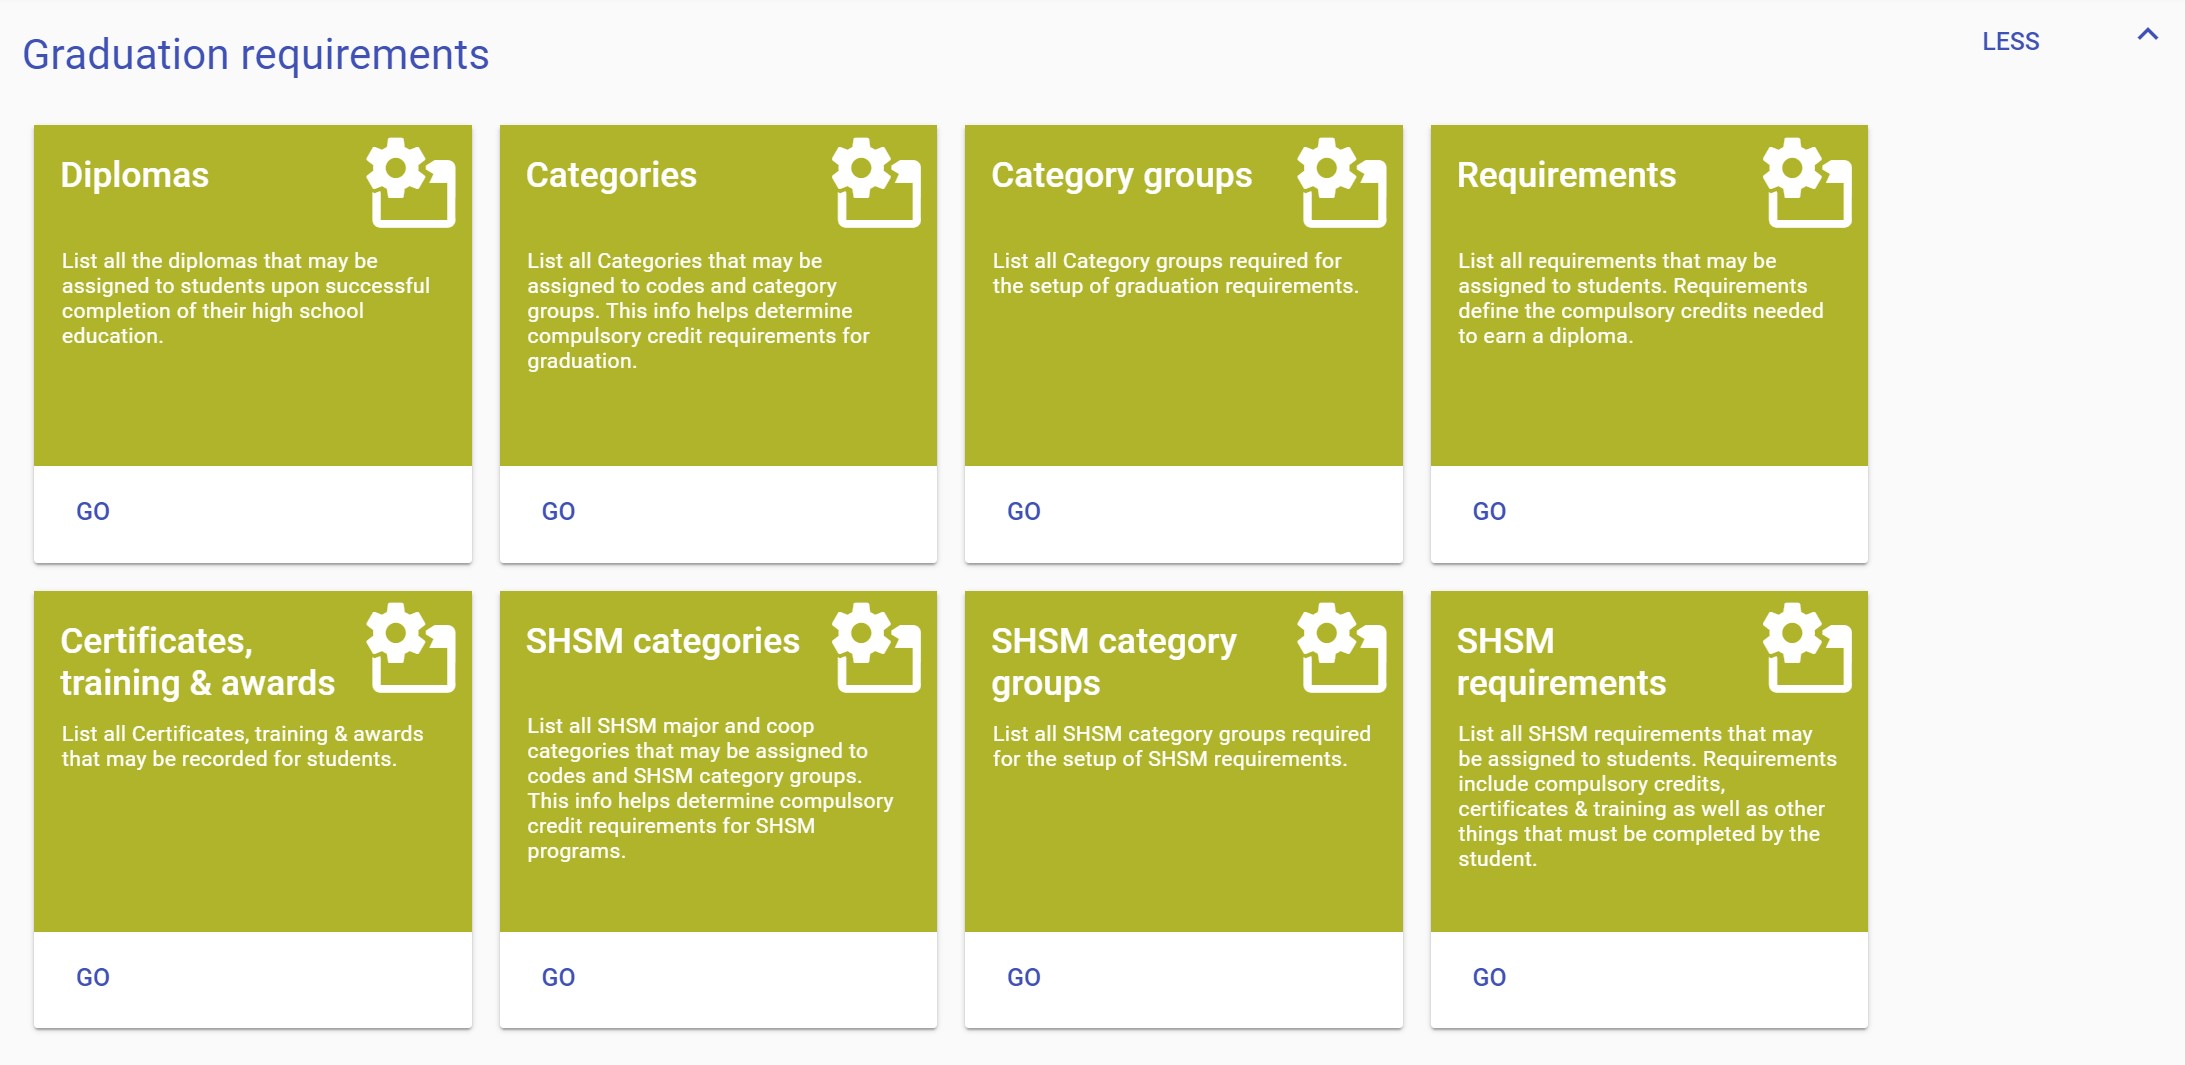 Graduation requirements
LESS
Diplomas
List all the diplomas that may be
assigned to students upon successful
completion of their high school
education.
GO
Categories
List all Categories that may be
assigned to codes and category
groups. This info helps determine
compulsory credit requirements for
graduation.
GO
Category groups
List all Category groups required for
the setup of graduation requirements.
GO
Requirements
List all requirements that may be
assigned to students. Requirements
define the compulsory credits needed
to earn a diploma.
GO
Certificates,
training & awards
List all Certificates, training & awards
that may be recorded for students.
GO
SHSM categories
List all SHSM major and coop
categories that may be assigned to
codes and SHSM category groups.
This info helps determine compulsory
credit requirements for SHSM
programs.
GO
SHSM category
groups
List all SHSM category groups required
for the setup of SHSM requirements.
GO
SHSM
requirements
List all SHSM requirements that may
be assigned to students. Requirements
include compulsory credits,
certificates & training as well as other
things that must be completed by the
student.
GO